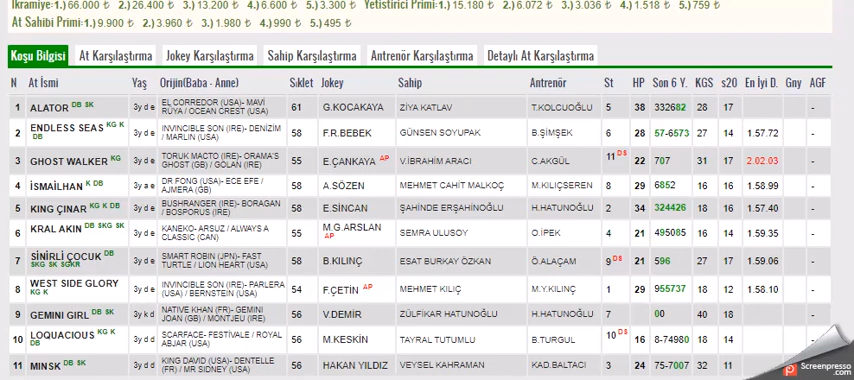 İkramiye:1.) 66.000 ₺ 2.) 26.400 ₺ 3.) 13.200 ₺ 4.) 6.600 ₺ 5.) 3.300 ₺ Yetiştirici Primi:1.) 15.180 ₺ 2.) 6.072 ₺ 3.) 3.036 ₺ 4.) 1.518 ₺ 5.) 759 ₺
At Sahibi Primi:1.) 9.900 ₺ 2.) 3.960 ₺ 3.) 1.980 ₺ 4.) 990 ₺ 5.) 495 ₺
Koşu Bilgisi At Karşılaştırma Jokey Karşılaştırma Sahip Karşılaştırma Antrenör Karşılaştırma Detaylı At Karşılaştırma
N At İsmi Yaş Orijin(Baba - Anne) Sıklet Jokey Sahip Antrenör St HP Son 6 Y. KGS s20 En İyi D. Gny AGF
1 ALATOR DB SK 3y d e EL CORREDOR (USA)- MAVİ RÜYA / OCEAN CREST (USA) 61 G.KOCAKAYA ZİYA KATLAV T.KOLCUOĞLU 5 38 332682 28 17 -
2 ENDLESS SEAS KG K DB 3y d e INVINCIBLE SON (IRE)- DENİZİM / MARLIN (USA) 58 F.R.BEBEK GÜNSEN SOYUPAK B.ŞİMŞEK 6 28 57-6573 27 14 1.57.72 -
3 GHOST WALKER KG 3y d e TORUK MACTO (IRE)- ORAMA'S GHOST (GB) / GOLAN (IRE) 55 E.ÇANKAYA AP V.İBRAHİM ARACI C.AKGÜL 11 DS 22 707 31 17 2.02.03 -
4 İSMAİLHAN K DB 3y a e DR FONG (USA)- ECE EFE / AJMERA (GB) 58 A.SÖZEN MEHMET CAHİT MALKOÇ M.KILIÇSEREN 8 29 6852 16 16 1.58.99 -
5 KING ÇINAR KG K DB 3y d e BUSHRANGER (IRE)- BORAGAN / BOSPORUS (IRE) 58 E.SİNCAN ŞAHİNDE ERŞAHİNOĞLU H.HATUNOĞLU 2 34 324426 18 16 1.57.40 -
6 KRAL AKIN DB SKG SK 3y d e KANEKO- ARSUZ / ALWAYS A CLASSIC (CAN) 55 M.G.ARSLAN AP SEMRA ULUSOY O.İPEK 4 21 495085 16 14 1.59.35 -
7 SİNİRLİ ÇOCUK DB SKG SK SGKR 3y d e SMART ROBIN (JPN)- FAST TURTLE / LION HEART (USA) 58 B.KILINÇ ESAT BURKAY ÖZKAN Ö.ALAÇAM 9 DS 21 596 27 17 1.59.06 -
8 WEST SIDE GLORY KG K 3y a e INVINCIBLE SON (IRE)- PARLERA (USA) / BERNSTEIN (USA) 54 F.ÇETİN AP MEHMET KILIÇ M.Y.KILINÇ 1 29 955737 18 12 1.58.10 -
9 GEMINI GIRL DB SK 3y k d NATIVE KHAN (FR)- GEMINI JOAN (GB) / MONTJEU (IRE) 56 V.DEMİR ZÜLFİKAR HATUNOĞLU H.HATUNOĞLU 7 00 40 18 -
10 LOQUACIOUS KG K DB 3y d d SCARFACE- FESTİVALE / ROYAL ABJAR (USA) 56 M.KESKİN TAYRAL TUTUMLU B.TURGUL 10 DS 16 8-74980 18 14
11 MINSK DB SK 3y d d KING DAVID (USA)- DENTELLE (FR) / MR SIDNEY (USA) 56 HAKAN YILDIZ VEYSEL KAHRAMAN KAD.BALTACI 3 24 75-7007 32 11
Screenpresso.com